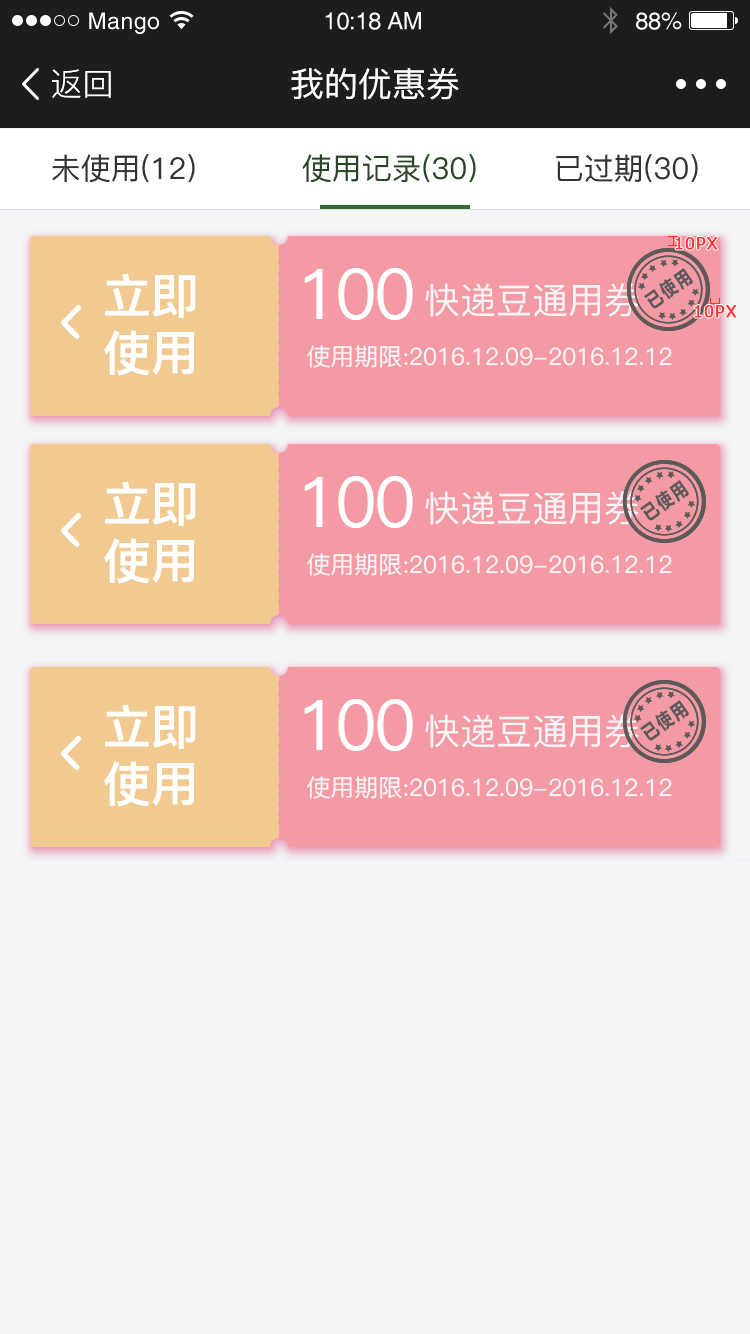 Mango 10:18 AM 88%
返回 我的优惠券
未使用(12) 使用记录(30) 已过期(30)
10PX
立即
使用
100 快递豆通用券
已使用
10PX
使用期限:2016.12.09-2016.12.12
立即
使用
100 快递豆通用券
已使用
使用期限:2016.12.09-2016.12.12
立即
使用
100 快递豆通用券
已使用
使用期限:2016.12.09-2016.12.12